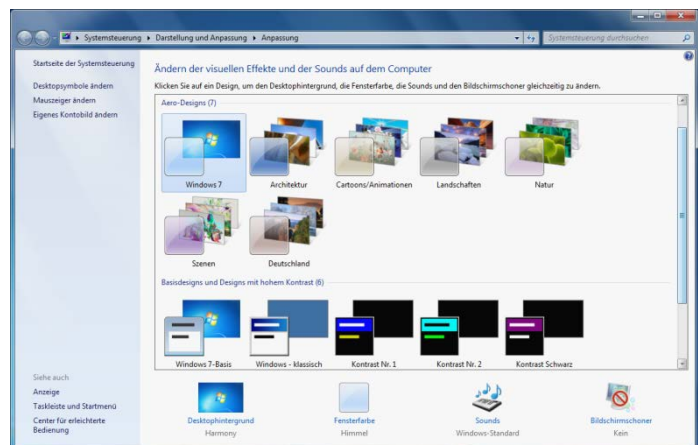 Systemsteuerung ▸ Darstellung und Anpassung ▸ Anpassung
Systemsteuerung durchsuchen
Startseite der Systemsteuerung
Desktopsymbole ändern
Mauszeiger ändern
Eigenes Kontobild ändern
Ändern der visuellen Effekte und der Sounds auf dem Computer
Klicken Sie auf ein Design, um den Desktophintergrund, die Fensterfarbe, die Sounds und den Bildschirmschoner gleichzeitig zu ändern.
Aero-Designs (7)
Windows 7
Architektur
Cartoons/Animationen
Landschaften
Natur
Szenen
Deutschland
Basisdesigns und Designs mit hohem Kontrast (6)
Windows 7-Basis
Windows - klassisch
Kontrast Nr. 1
Kontrast Nr. 2
Kontrast Schwarz
Siehe auch
Anzeige
Taskleiste und Startmenü
Center für erleichterte
Bedienung
Desktophintergrund
Harmony
Fensterfarbe
Himmel
Sounds
Windows-Standard
Bildschirmschoner
Kein